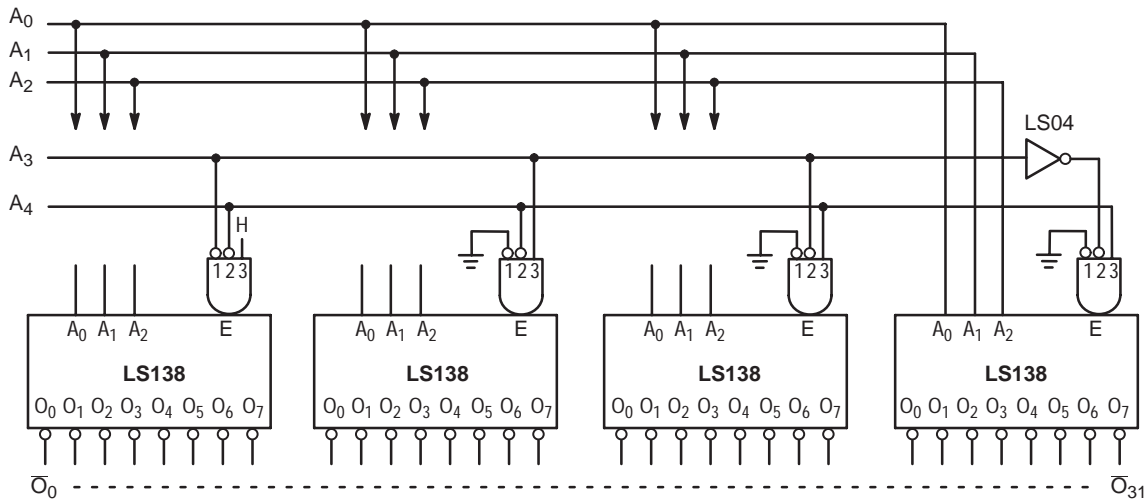 A0
A1
A2
LS04
A3
A4
H
1 2 3
1 2 3
1 2 3
1 2 3
A0 A1 A2 E
A0 A1 A2 E
A0 A1 A2 E
A0 A1 A2 E
LS138
LS138
LS138
LS138
O0 O1 O2 O3 O4 O5 O6 O7
O0 O1 O2 O3 O4 O5 O6 O7
O0 O1 O2 O3 O4 O5 O6 O7
O0 O1 O2 O3 O4 O5 O6 O7
O̅0
O̅31